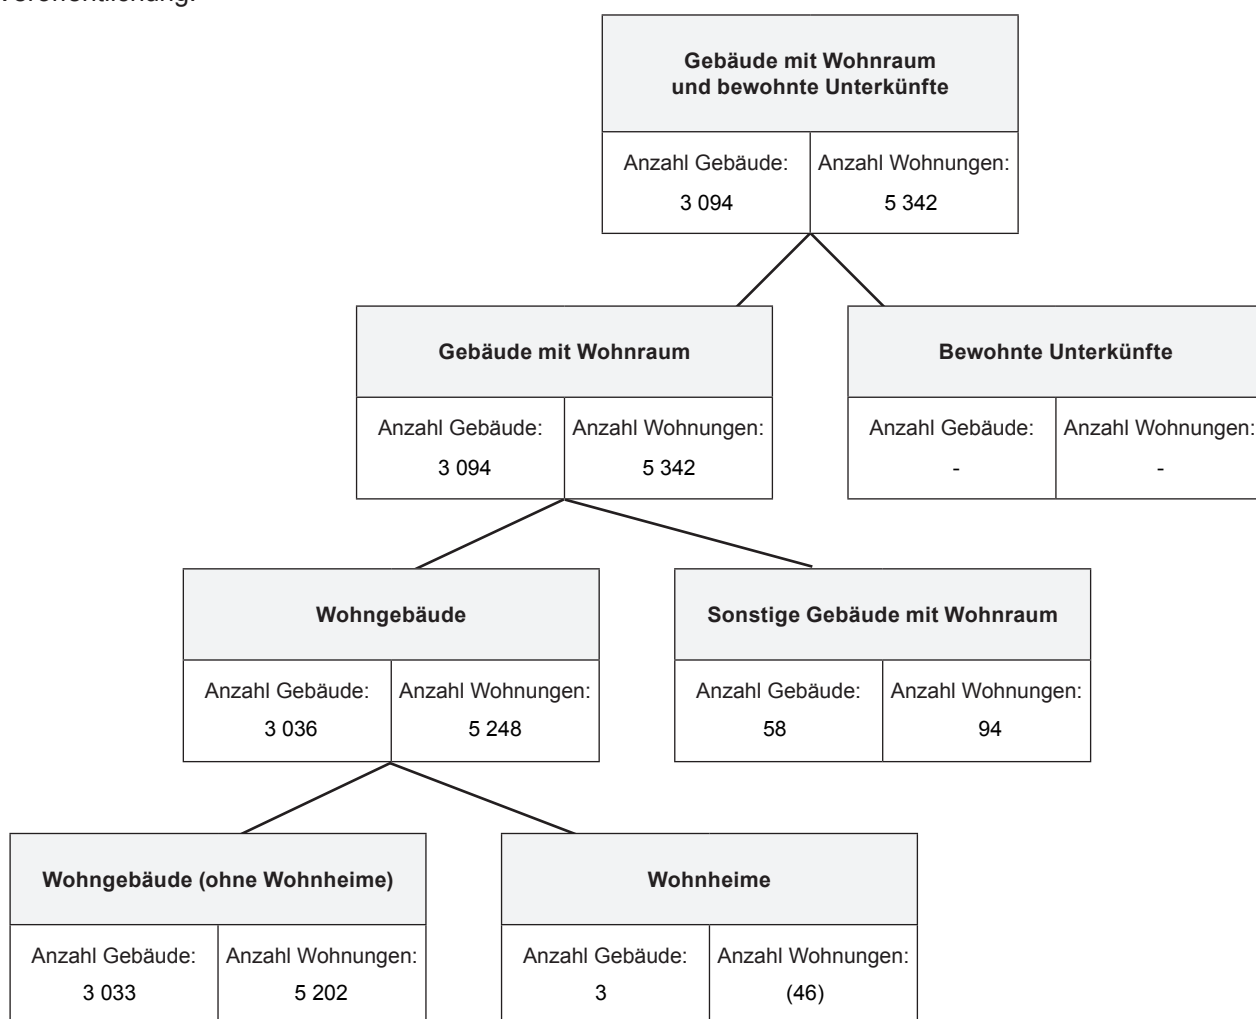 Veröffentlichung.
Gebäude mit Wohnraum
und bewohnte Unterkünfte
Anzahl Gebäude: Anzahl Wohnungen:
3 094 5 342
Gebäude mit Wohnraum Bewohnte Unterkünfte
Anzahl Gebäude: Anzahl Wohnungen: Anzahl Gebäude: Anzahl Wohnungen:
3 094 5 342 - -
Wohngebäude Sonstige Gebäude mit Wohnraum
Anzahl Gebäude: Anzahl Wohnungen: Anzahl Gebäude: Anzahl Wohnungen:
3 036 5 248 58 94
Wohngebäude (ohne Wohnheime) Wohnheime
Anzahl Gebäude: Anzahl Wohnungen: Anzahl Gebäude: Anzahl Wohnungen:
3 033 5 202 3 (46)